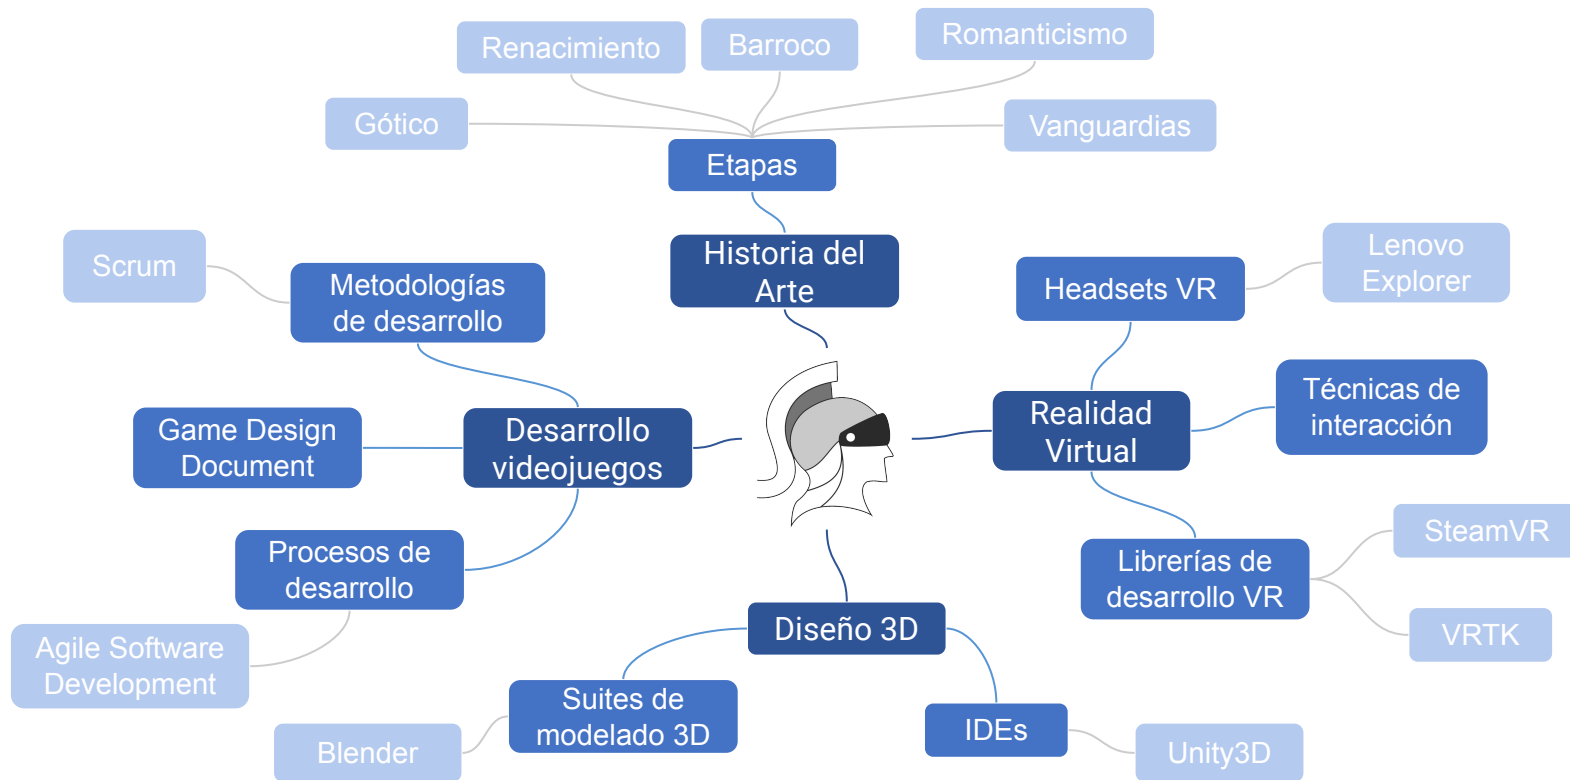 Renacimiento
Barroco
Romanticismo
Gótico
Vanguardias
Etapas
Historia del
Arte
Scrum
Metodologías
de desarrollo
Headsets VR
Lenovo
Explorer
Game Design
Document
Desarrollo
videojuegos
Realidad
Virtual
Técnicas de
interacción
Procesos de
desarrollo
Librerías de
desarrollo VR
SteamVR
VRTK
Agile Software
Development
Diseño 3D
Suites de
modelado 3D
IDEs
Blender
Unity3D